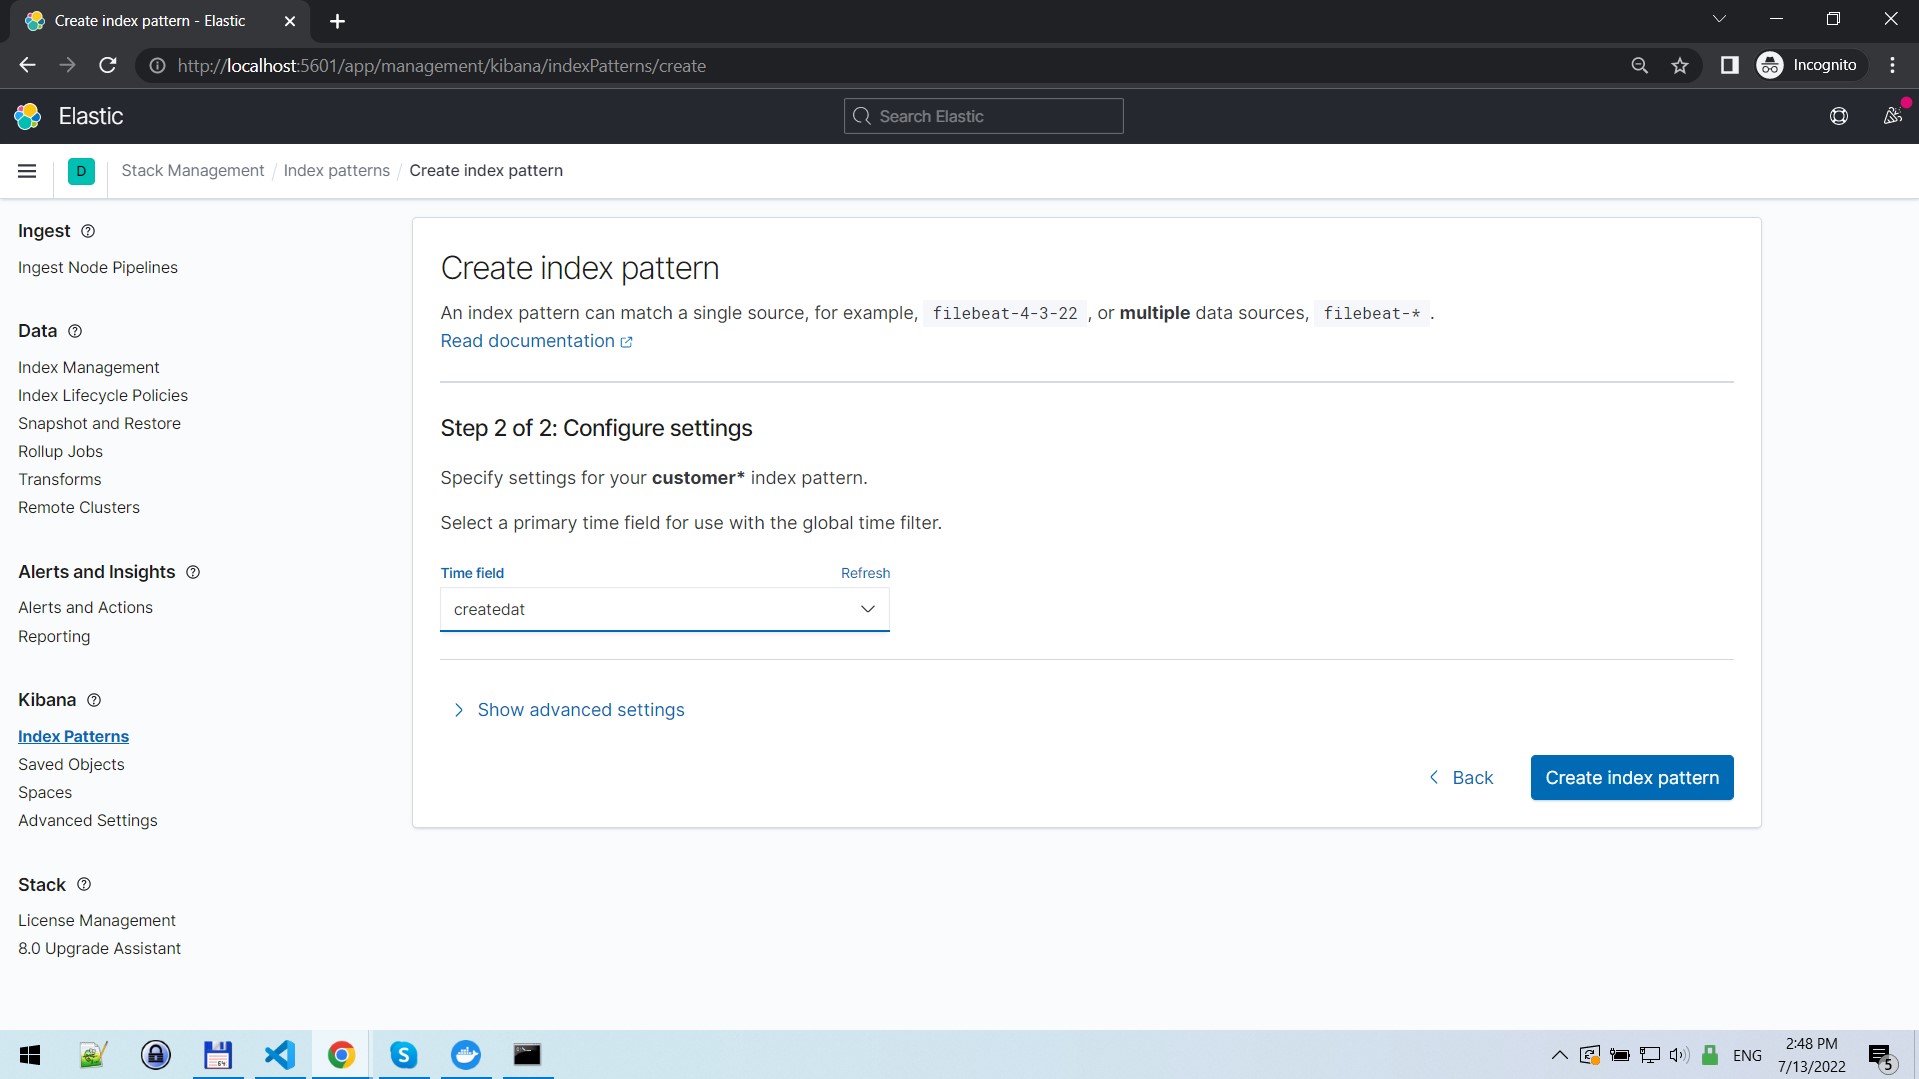 Create index pattern - Elastic
http://localhost:5601/app/management/kibana/indexPatterns/create
Incognito
Elastic
Search Elastic
D
Stack Management / Index patterns / Create index pattern
Ingest
Ingest Node Pipelines
Data
Index Management
Index Lifecycle Policies
Snapshot and Restore
Rollup Jobs
Transforms
Remote Clusters
Alerts and Insights
Alerts and Actions
Reporting
Kibana
Index Patterns
Saved Objects
Spaces
Advanced Settings
Stack
License Management
8.0 Upgrade Assistant
Create index pattern
An index pattern can match a single source, for example, filebeat-4-3-22 , or multiple data sources, filebeat-* .
Read documentation
Step 2 of 2: Configure settings
Specify settings for your customer* index pattern.
Select a primary time field for use with the global time filter.
Time field Refresh
createdat
Show advanced settings
Back Create index pattern
64
S
ENG
2:48 PM
7/13/2022
5